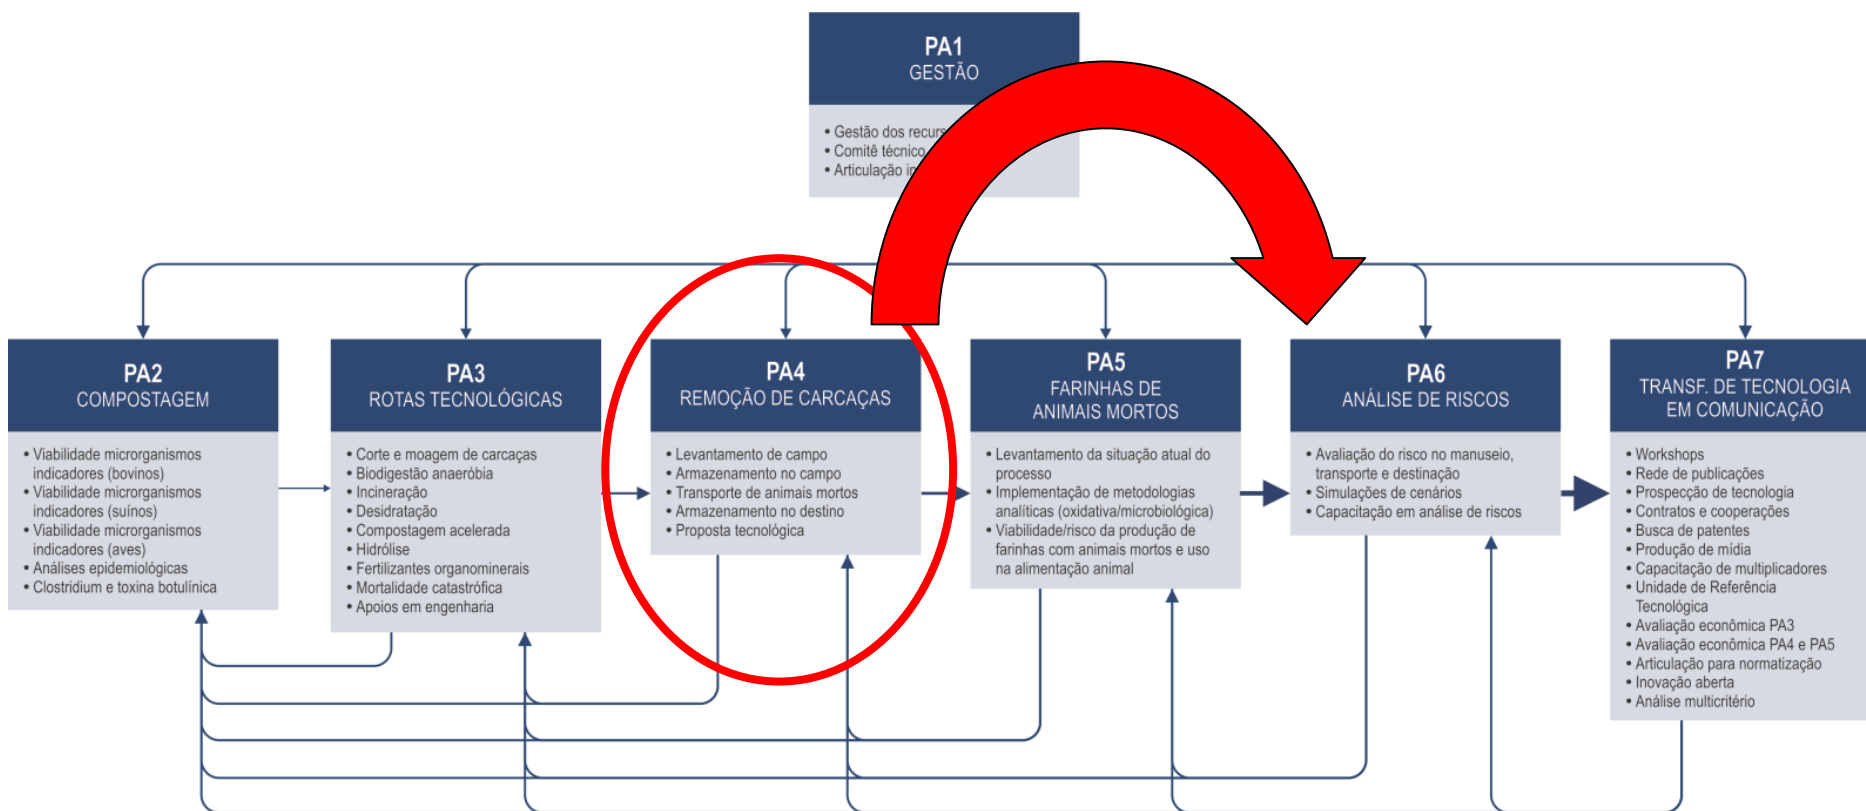 PA1
GESTÃO
• Gestão dos
• Comitê técnico
• Articulação
PA2
COMPOSTAGEM
• Viabilidade microrganismos
indicadores (bovinos)
• Viabilidade microrganismos
indicadores (suínos)
• Viabilidade microrganismos
indicadores (aves)
• Análises epidemiológicas
• Clostridium e toxina botulínica
PA3
ROTAS TECNOLÓGICAS
• Corte e moagem de carcaças
• Biodigestão anaeróbia
• Incineração
• Desidratação
• Compostagem acelerada
• Hidrólise
• Fertilizantes organominerais
• Mortalidade catastrófica
• Apoios em engenharia
PA4
REMOÇÃO DE CARCAÇAS
• Levantamento de campo
• Armazenamento no campo
• Transporte de animais mortos
• Armazenamento no destino
• Proposta tecnológica
PA5
FARINHAS DE
ANIMAIS MORTOS
• Levantamento da situação atual do
processo
• Implementação de metodologias
analíticas (oxidativa/microbiológica)
• Viabilidade/risco da produção de
farinhas com animais mortos e uso
na alimentação animal
PA6
ANÁLISE DE RISCOS
• Avaliação do risco no manuseio,
transporte e destinação
• Simulações de cenários
• Capacitação em análise de riscos
PA7
TRANSF. DE TECNOLOGIA
EM COMUNICAÇÃO
• Workshops
• Rede de publicações
• Prospecção de tecnologia
• Contratos e cooperações
• Busca de patentes
• Produção de mídia
• Capacitação de multiplicadores
• Unidade de Referência
Tecnológica
• Avaliação econômica PA3
• Avaliação econômica PA4 e PA5
• Articulação para normatização
• Inovação aberta
• Análise multicritério